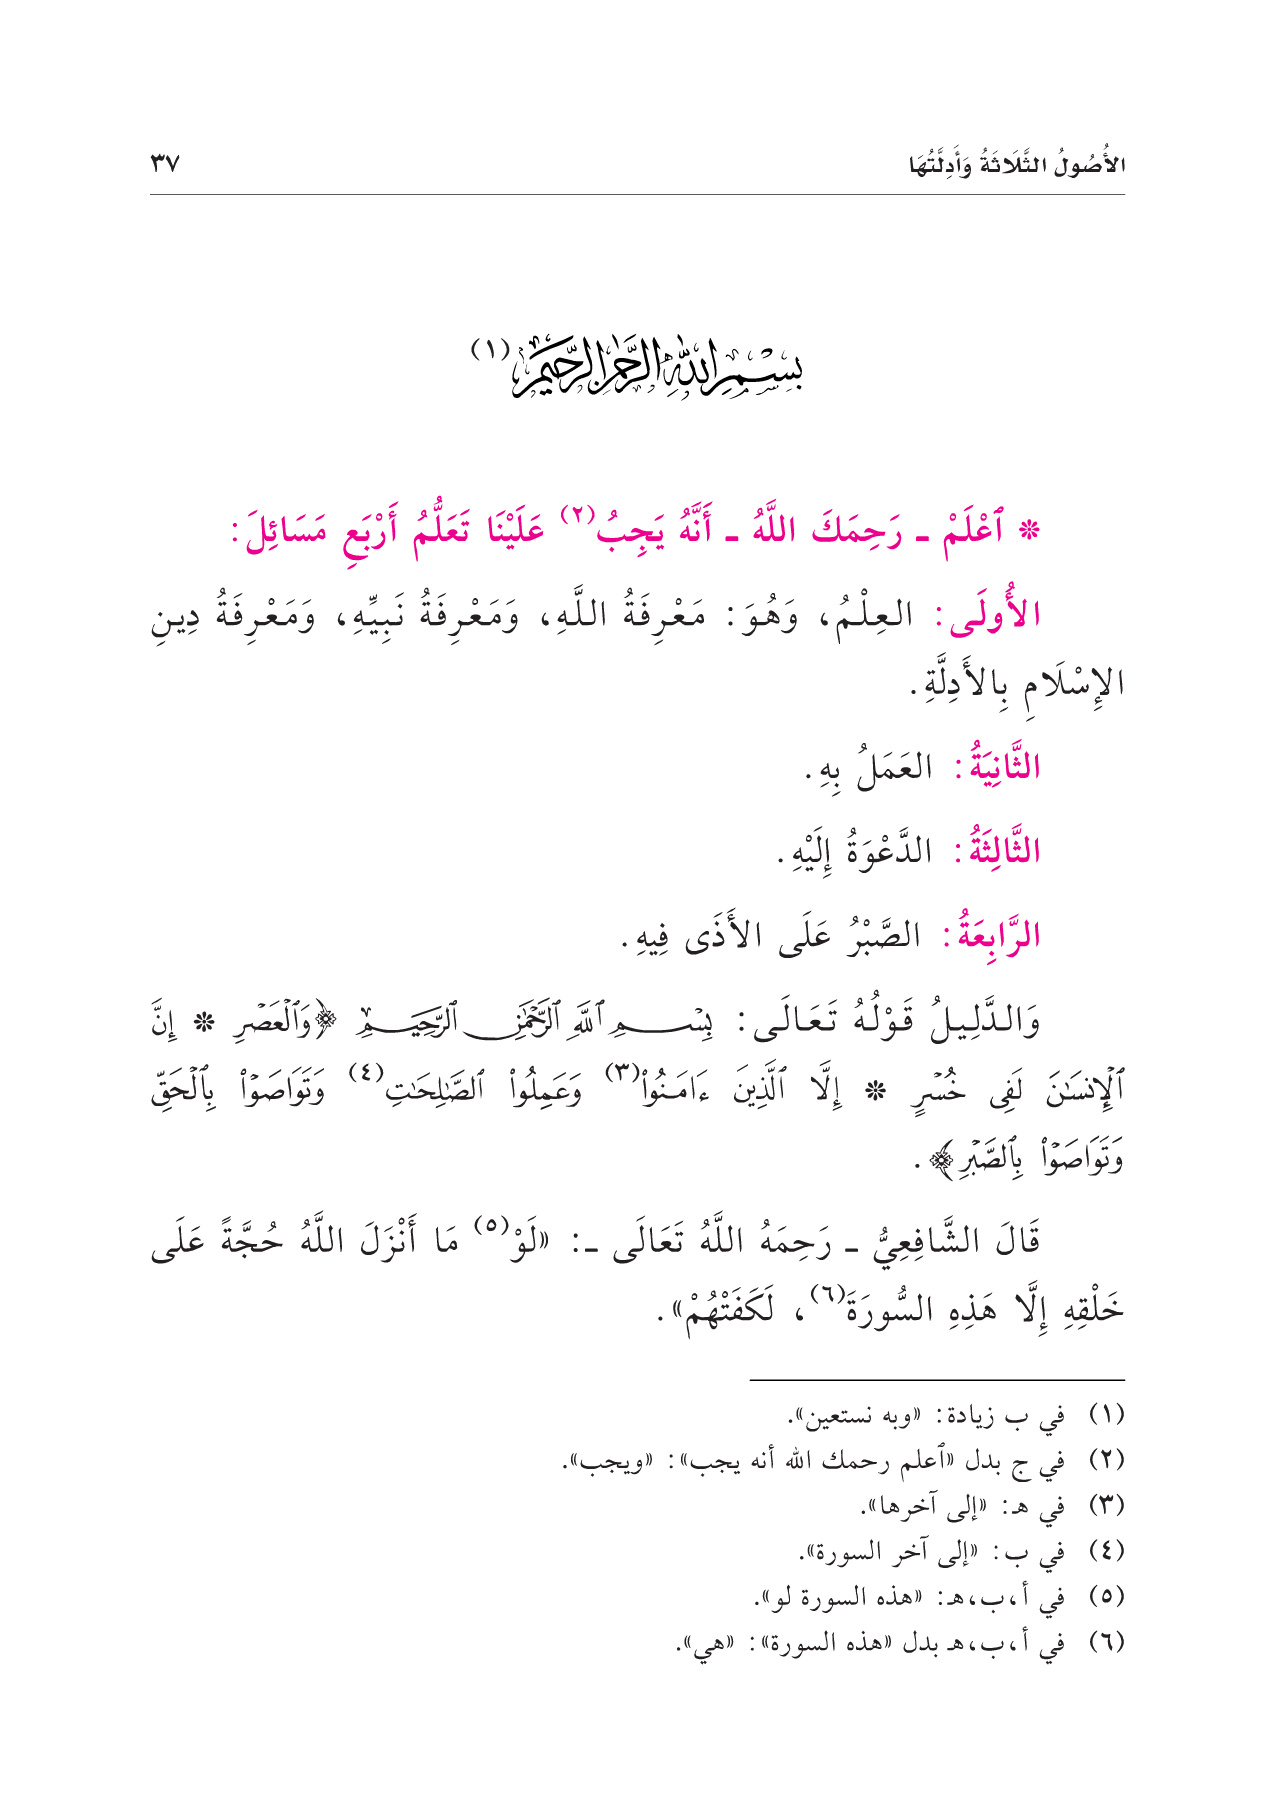 الأُصُولُ الثَّلَاثَةُ وَأَدِلَّتُهَا ٣٧
بِسْمِ اللَّهِ الرَّحْمَنِ الرَّحِيمِ (١)
* ٱعْلَمْ ـ رَحِمَكَ اللَّهُ ـ أَنَّهُ يَجِبُ (٢) عَلَيْنَا تَعَلُّمُ أَرْبَعِ مَسَائِلَ:
الأُولَى: العِلْمُ، وَهُوَ: مَعْرِفَةُ اللَّهِ، وَمَعْرِفَةُ نَبِيِّهِ، وَمَعْرِفَةُ دِينِ
الإِسْلَامِ بِالأَدِلَّةِ.
الثَّانِيَةُ: العَمَلُ بِهِ.
الثَّالِثَةُ: الدَّعْوَةُ إِلَيْهِ.
الرَّابِعَةُ: الصَّبْرُ عَلَى الأَذَى فِيهِ.
وَالدَّلِيلُ قَوْلُهُ تَعَالَى: بِسْمِ ٱللَّهِ ٱلرَّحْمَٰنِ ٱلرَّحِيمِ ﴿وَٱلْعَصْرِ * إِنَّ
ٱلْإِنسَٰنَ لَفِى خُسْرٍ * إِلَّا ٱلَّذِينَ ءَامَنُوا۟ (٣) وَعَمِلُوا۟ ٱلصَّٰلِحَٰتِ (٤) وَتَوَاصَوْا۟ بِٱلْحَقِّ
وَتَوَاصَوْا۟ بِٱلصَّبْرِ﴾.
قَالَ الشَّافِعِيُّ ـ رَحِمَهُ اللَّهُ تَعَالَى ـ: «لَوْ (٥) مَا أَنْزَلَ اللَّهُ حُجَّةً عَلَى
خَلْقِهِ إِلَّا هَذِهِ السُّورَةَ (٦)، لَكَفَتْهُمْ».
(١) في ب زيادة: «وبه نستعين».
(٢) في ج بدل «ٱعلم رحمك الله أنه يجب»: «ويجب».
(٣) في هـ: «إلى آخرها».
(٤) في ب: «إلى آخر السورة».
(٥) في أ، ب، هـ: «هذه السورة لو».
(٦) في أ، ب، هـ بدل «هذه السورة»: «هي».